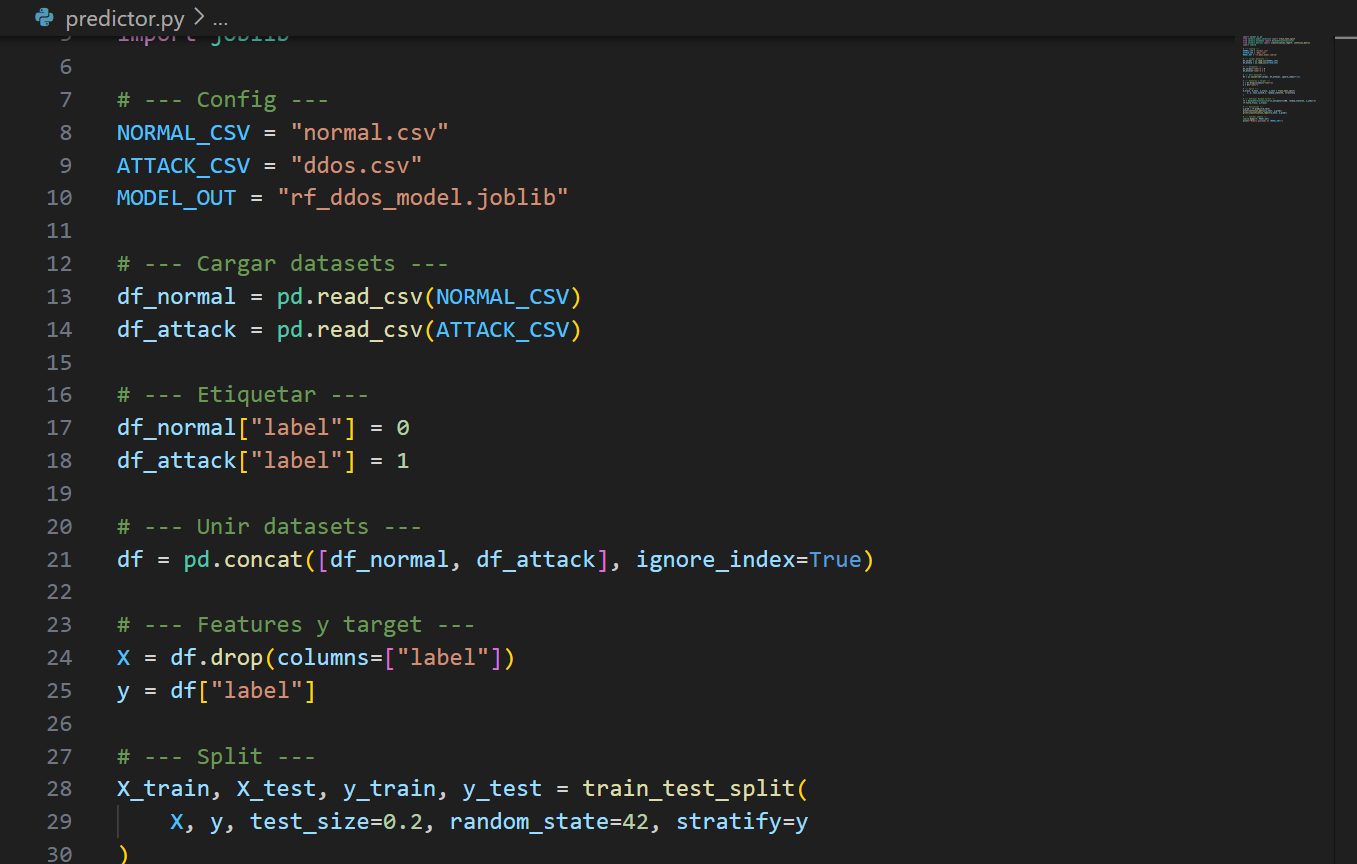 predictor.py > ...
5 import joblib
6
7 # --- Config ---
8 NORMAL_CSV = "normal.csv"
9 ATTACK_CSV = "ddos.csv"
10 MODEL_OUT = "rf_ddos_model.joblib"
11
12 # --- Cargar datasets ---
13 df_normal = pd.read_csv(NORMAL_CSV)
14 df_attack = pd.read_csv(ATTACK_CSV)
15
16 # --- Etiquetar ---
17 df_normal["label"] = 0
18 df_attack["label"] = 1
19
20 # --- Unir datasets ---
21 df = pd.concat([df_normal, df_attack], ignore_index=True)
22
23 # --- Features y target ---
24 X = df.drop(columns=["label"])
25 y = df["label"]
26
27 # --- Split ---
28 X_train, X_test, y_train, y_test = train_test_split(
29     X, y, test_size=0.2, random_state=42, stratify=y
30 )